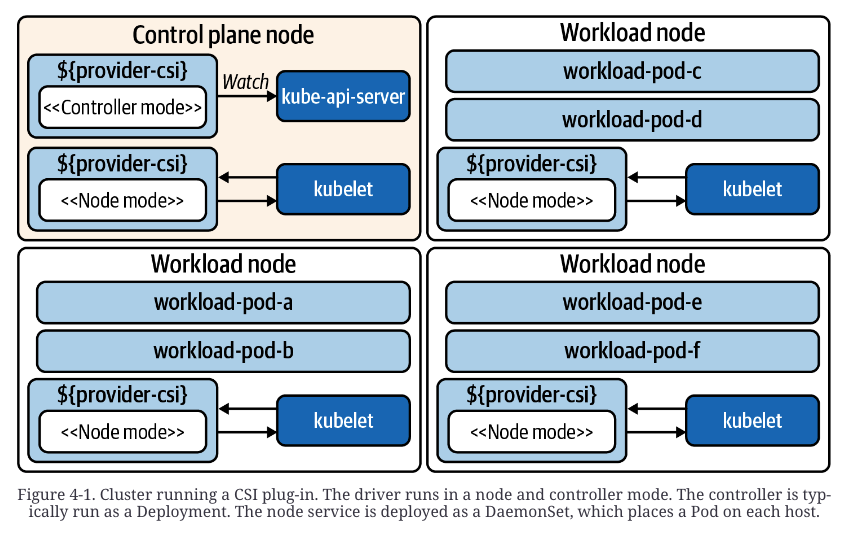 Control plane node
${provider-csi}
<<Controller mode>>
Watch
kube-api-server
${provider-csi}
<<Node mode>>
kubelet
Workload node
workload-pod-c
workload-pod-d
${provider-csi}
<<Node mode>>
kubelet
Workload node
workload-pod-a
workload-pod-b
${provider-csi}
<<Node mode>>
kubelet
Workload node
workload-pod-e
workload-pod-f
${provider-csi}
<<Node mode>>
kubelet
Figure 4-1. Cluster running a CSI plug-in. The driver runs in a node and controller mode. The controller is typ-
ically run as a Deployment. The node service is deployed as a DaemonSet, which places a Pod on each host.